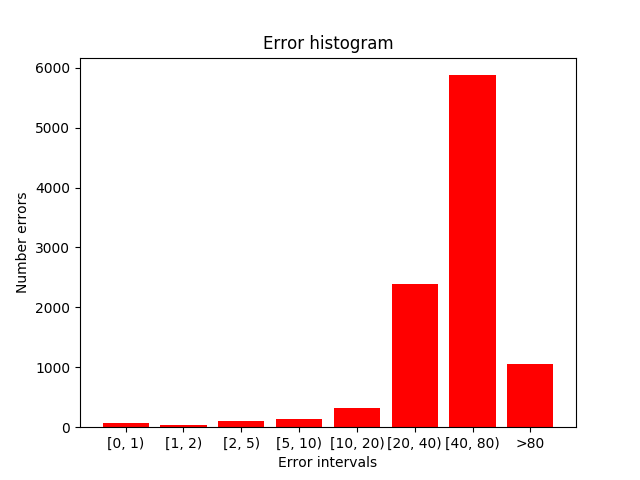 Error histogram
6000
5000
4000
3000
2000
1000
0
Number errors
[0, 1) [1, 2) [2, 5) [5, 10) [10, 20) [20, 40) [40, 80) >80
Error intervals